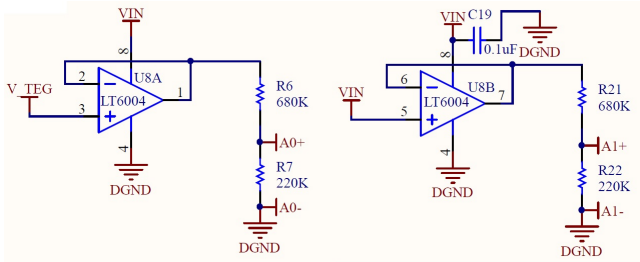 VIN
8
2
U8A
V_TEG
LT6004
1
3
4
DGND
R6
680K
A0+
R7
220K
A0-
DGND
VIN
C19
0.1uF
DGND
8
6
U8B
VIN
LT6004
7
5
4
DGND
R21
680K
A1+
R22
220K
A1-
DGND